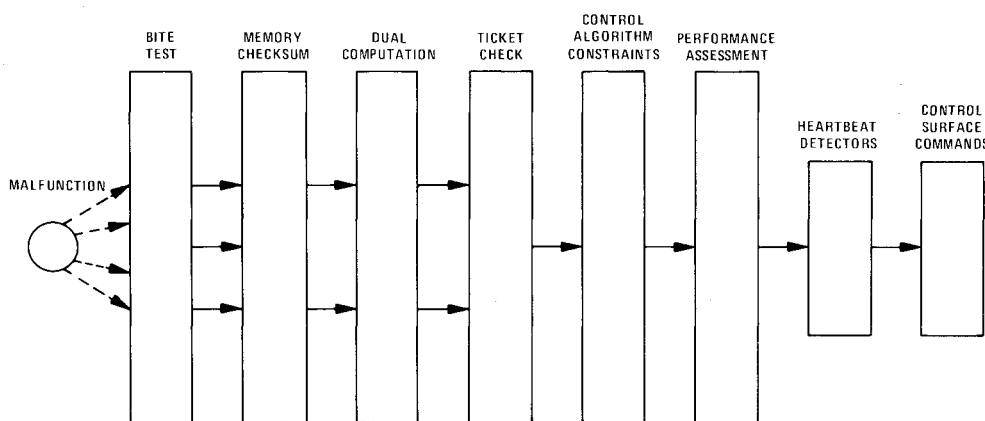 BITE
TEST
MEMORY
CHECKSUM
DUAL
COMPUTATION
TICKET
CHECK
CONTROL
ALGORITHM
CONSTRAINTS
PERFORMANCE
ASSESSMENT
HEARTBEAT
DETECTORS
CONTROL
SURFACE
COMMANDS
MALFUNCTION